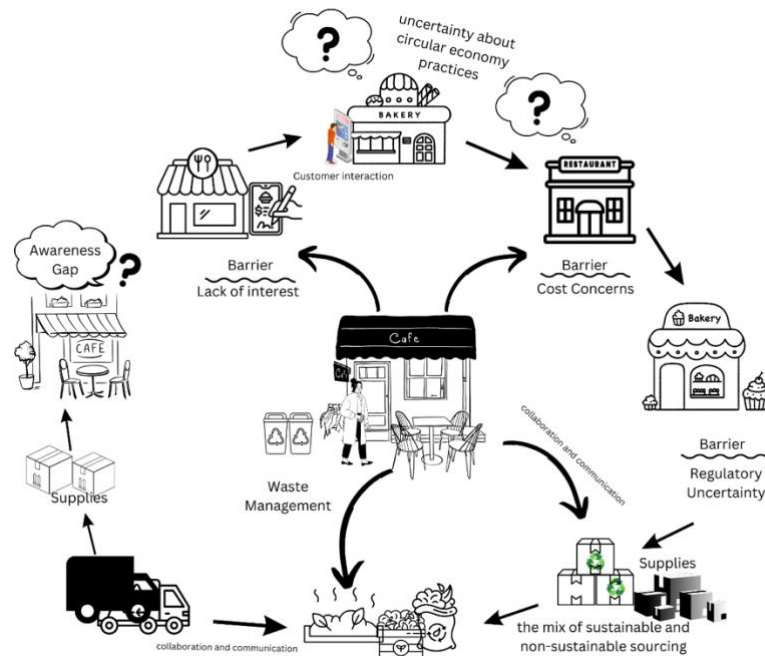 uncertainty about
circular economy
practices
?
?
BAKERY
Customer interaction
RESTAURANT
Awareness
Gap
?
Barrier
Lack of interest
Barrier
Cost Concerns
CAFE
Cafe
Bakery
Barrier
Regulatory
Uncertainty
collaboration and communication
Waste
Management
Supplies
Supplies
the mix of sustainable and
non-sustainable sourcing
collaboration and communication